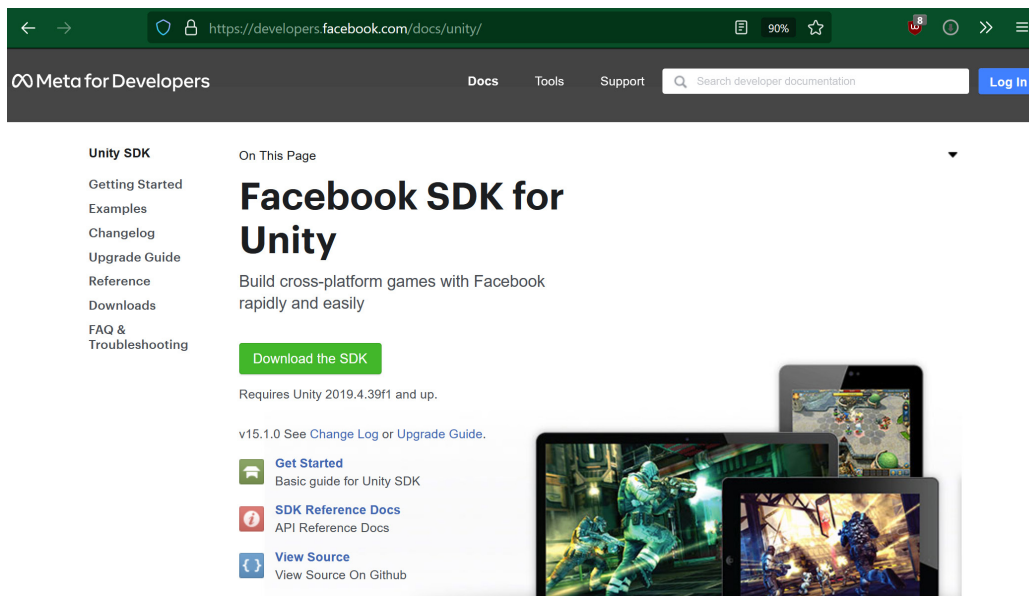 https://developers.facebook.com/docs/unity/
90%
8
Meta for Developers
Docs
Tools
Support
Search developer documentation
Log In
Unity SDK
Getting Started
Examples
Changelog
Upgrade Guide
Reference
Downloads
FAQ &
Troubleshooting
On This Page
Facebook SDK for
Unity
Build cross-platform games with Facebook
rapidly and easily
Download the SDK
Requires Unity 2019.4.39f1 and up.
v15.1.0 See Change Log or Upgrade Guide.
Get Started
Basic guide for Unity SDK
SDK Reference Docs
API Reference Docs
View Source
View Source On Github